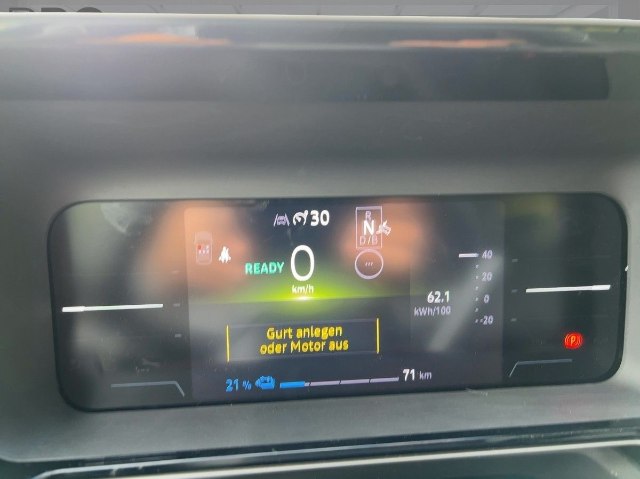 30
R
N
D/B
READY 0
km/h
40
20
62.1
0
kWh/100
-20
Gurt anlegen
oder Motor aus
21 %
71 km
P